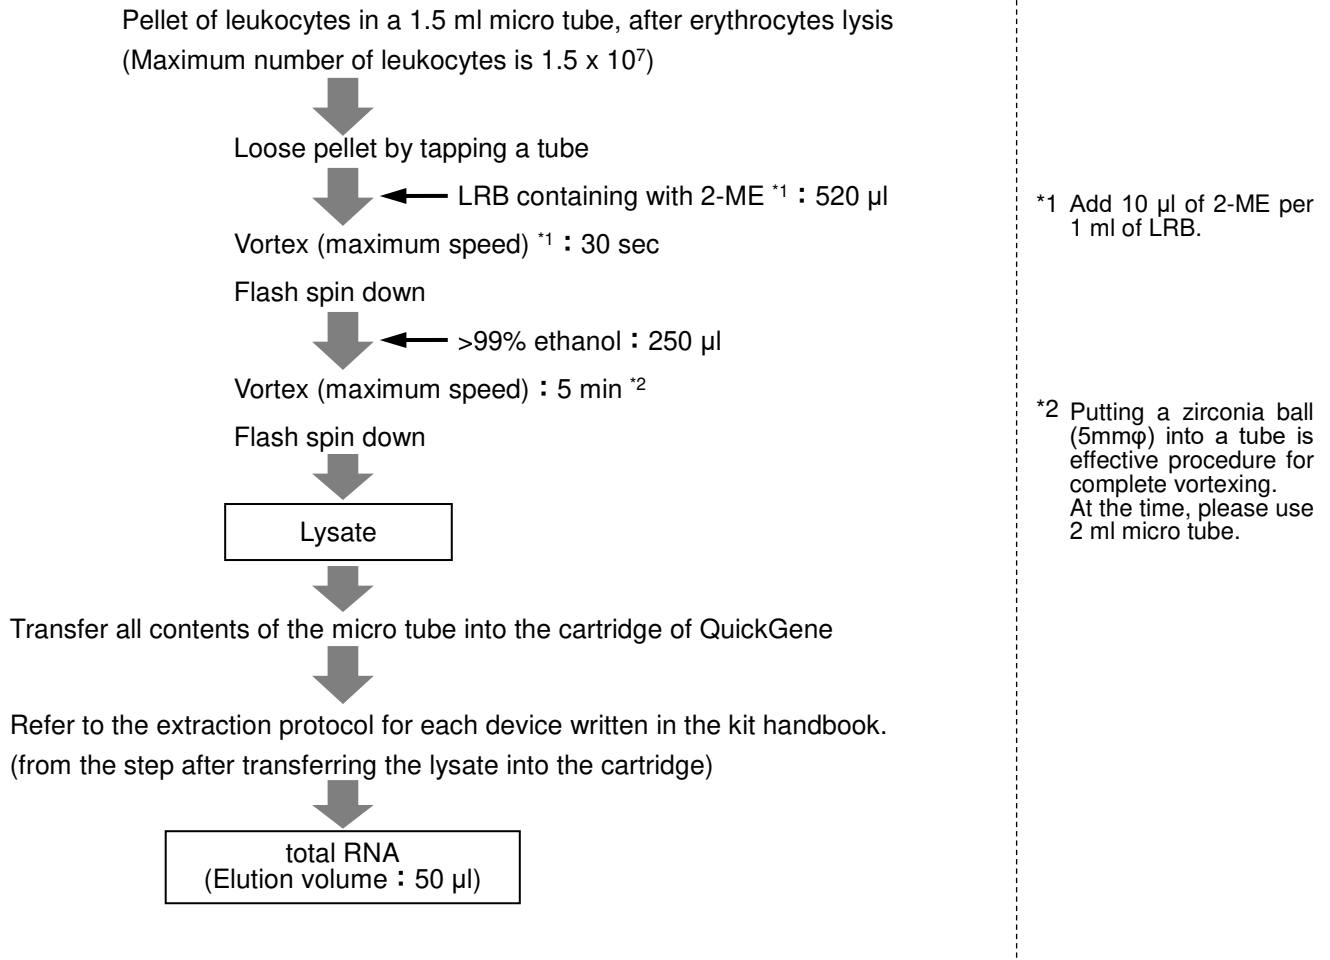 Pellet of leukocytes in a 1.5 ml micro tube, after erythrocytes lysis
(Maximum number of leukocytes is 1.5 x 10⁷)
Loose pellet by tapping a tube
LRB containing with 2-ME *1：520 µl
Vortex (maximum speed) *1：30 sec
Flash spin down
>99% ethanol：250 µl
Vortex (maximum speed)：5 min *2
Flash spin down
Lysate
Transfer all contents of the micro tube into the cartridge of QuickGene
Refer to the extraction protocol for each device written in the kit handbook.
(from the step after transferring the lysate into the cartridge)
total RNA
(Elution volume：50 µl)
*1 Add 10 µl of 2-ME per
1 ml of LRB.
*2 Putting a zirconia ball
(5mmφ) into a tube is
effective procedure for
complete vortexing.
At the time, please use
2 ml micro tube.